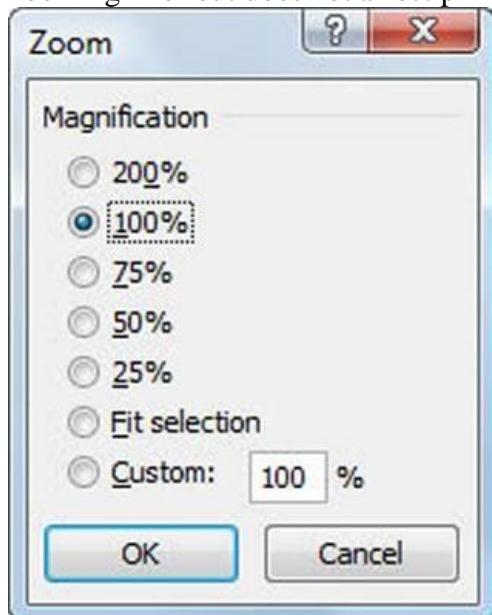 Zoom
Magnification
200%
100%
75%
50%
25%
Fit selection
Custom: 100 %
OK
Cancel